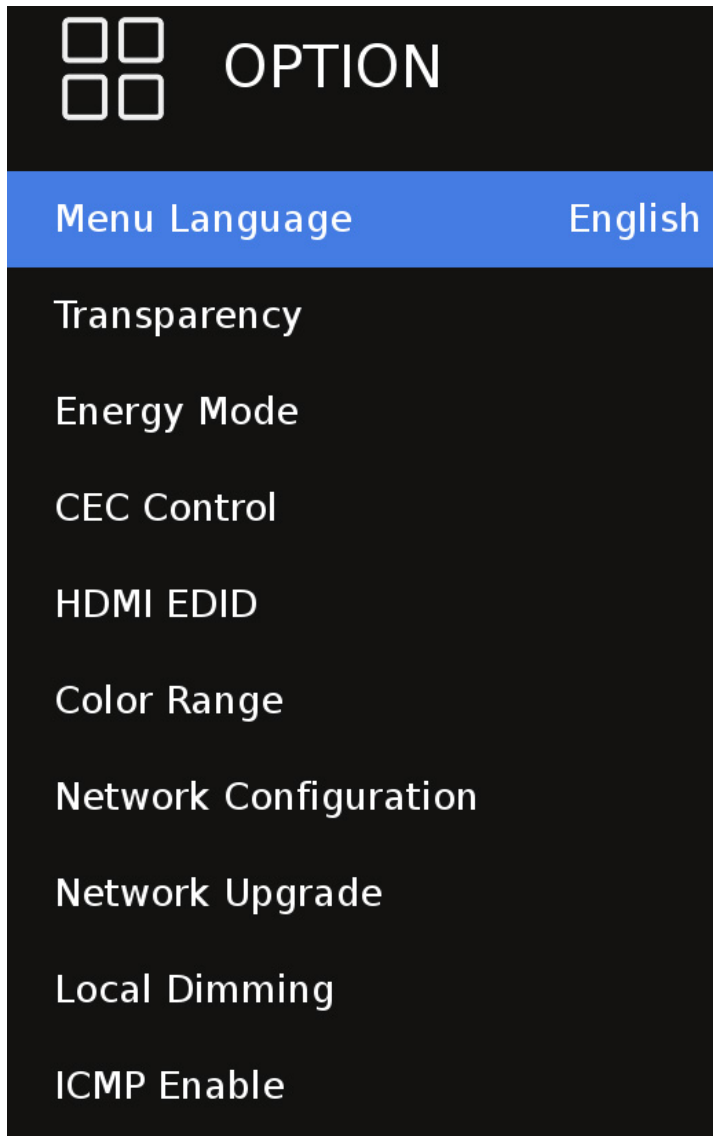 OPTION
Menu Language English
Transparency
Energy Mode
CEC Control
HDMI EDID
Color Range
Network Configuration
Network Upgrade
Local Dimming
ICMP Enable